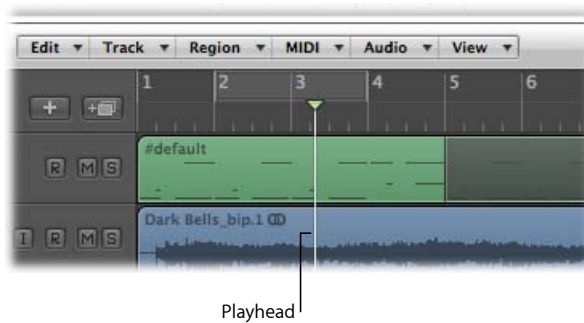 Edit Track Region MIDI Audio View
1 2 3 4 5 6
R M S #default
I R M S Dark Bells_bip.1
Playhead